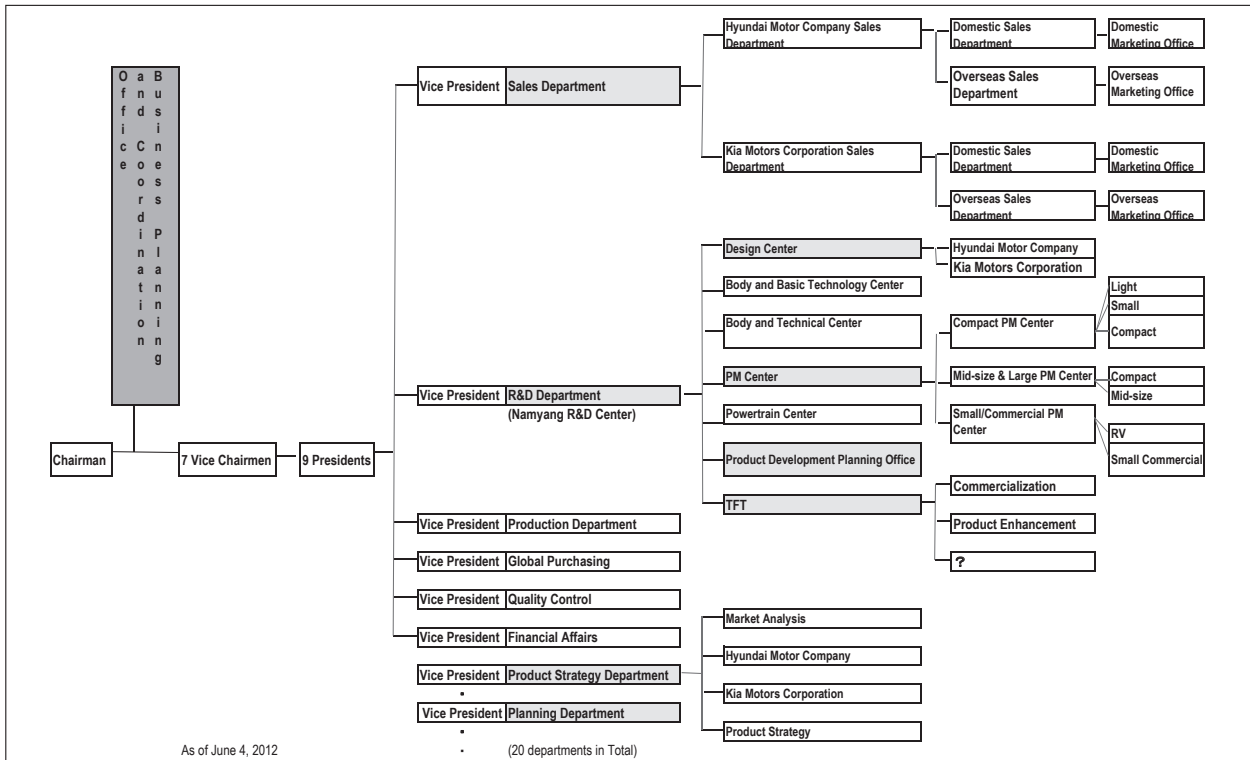 Business Planning
and Coordination
Office
Chairman
7 Vice Chairmen
9 Presidents
Vice President
Sales Department
Hyundai Motor Company Sales
Department
Domestic Sales
Department
Domestic
Marketing Office
Overseas Sales
Department
Overseas
Marketing Office
Kia Motors Corporation Sales
Department
Domestic Sales
Department
Domestic
Marketing Office
Overseas Sales
Department
Overseas
Marketing Office
Vice President
R&D Department
(Namyang R&D Center)
Design Center
Hyundai Motor Company
Kia Motors Corporation
Body and Basic Technology Center
Body and Technical Center
PM Center
Compact PM Center
Light
Small
Compact
Mid-size & Large PM Center
Compact
Mid-size
Small/Commercial PM
Center
RV
Small Commercial
Powertrain Center
Product Development Planning Office
TFT
Commercialization
Product Enhancement
?
Vice President
Production Department
Vice President
Global Purchasing
Vice President
Quality Control
Vice President
Financial Affairs
Vice President
Product Strategy Department
Market Analysis
Hyundai Motor Company
Kia Motors Corporation
Product Strategy
Vice President
Planning Department
(20 departments in Total)
As of June 4, 2012